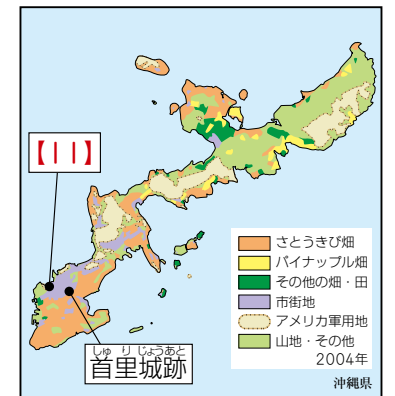 【11】
しゅりじょうあと
首里城跡
さとうきび畑
パイナップル畑
その他の畑・田
市街地
アメリカ軍用地
山地・その他
2004年
沖縄県